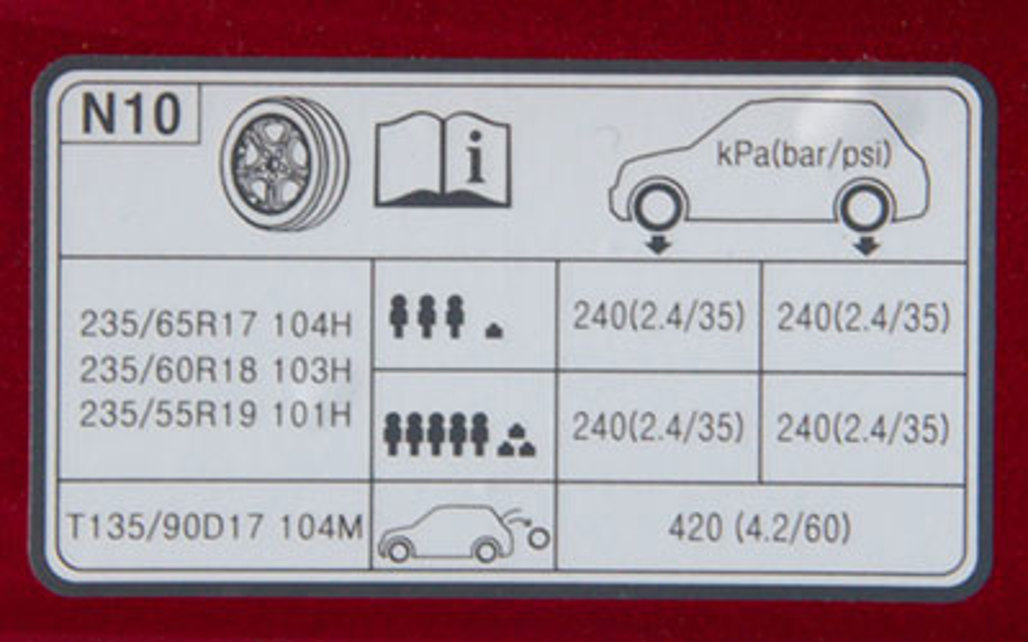 N10
i
kPa(bar/psi)
235/65R17 104H
235/60R18 103H
235/55R19 101H
240(2.4/35) 240(2.4/35)
240(2.4/35) 240(2.4/35)
T135/90D17 104M
420 (4.2/60)